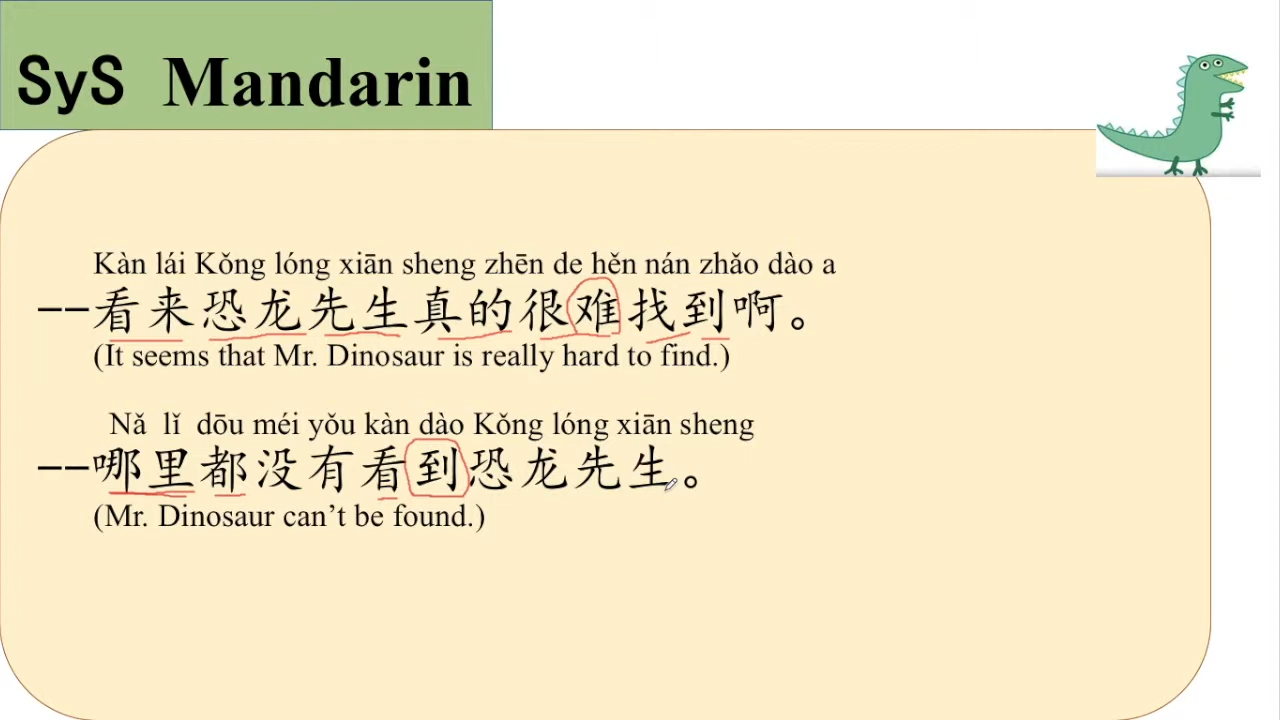 SyS Mandarin
Kàn lái Kǒng lóng xiān sheng zhēn de hěn nán zhǎo dào a
--看来恐龙先生真的很难找到啊。
(It seems that Mr. Dinosaur is really hard to find.)
Nǎ lǐ dōu méi yǒu kàn dào Kǒng lóng xiān sheng
--哪里都没有看到恐龙先生。
(Mr. Dinosaur can’t be found.)